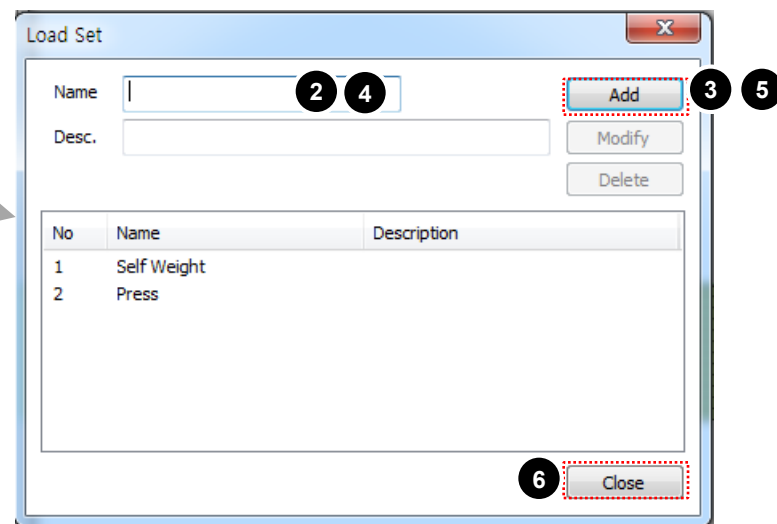 Load Set
Name 2 4 Add 3 5
Desc. Modify
Delete
No Name Description
1 Self Weight
2 Press
6 Close